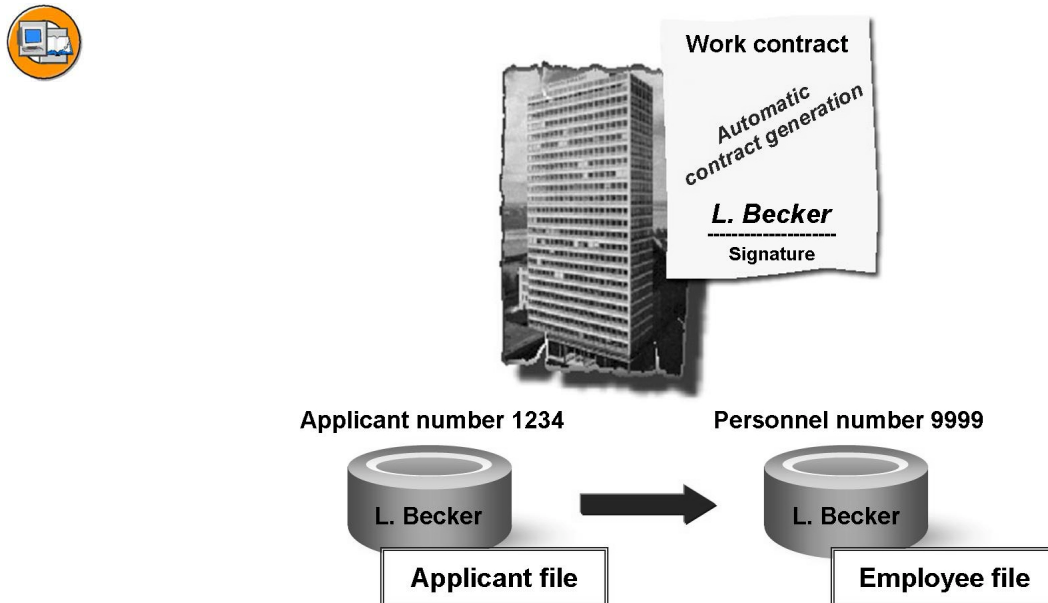 Work contract
Automatic
contract generation
L. Becker
Signature
Applicant number 1234
Personnel number 9999
L. Becker
L. Becker
Applicant file
Employee file